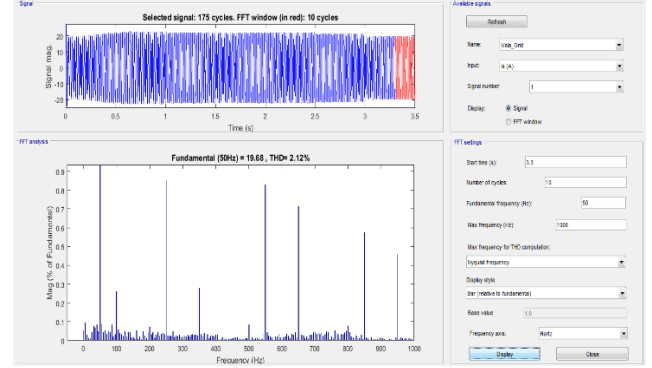 Signal
Selected signal: 175 cycles. FFT window (in red): 10 cycles
Signal mag.
20
10
0
-10
-20
0 0.5 1 1.5 2 2.5 3 3.5
Time (s)
Available signals
Refresh
Name:
Input:
is (A)
Signal number:
1
Display:
Signal
FFT window
FFT analysis
Fundamental (50Hz) = 19.68 , THD= 2.12%
Mag (% of Fundamental)
0.9
0.8
0.7
0.6
0.5
0.4
0.3
0.2
0.1
0
0 100 200 300 400 500 600 700 800 900 1000
Frequency (Hz)
FFT settings
Start time (s):
3.3
Number of cycles:
10
Fundamental frequency (Hz):
50
Max frequency (Hz):
1000
Max frequency for THD computation:
Nyquist frequency
Display style:
Bar (relative to fundamental)
Base value:
1.0
Frequency axis:
Hertz
Display
Close